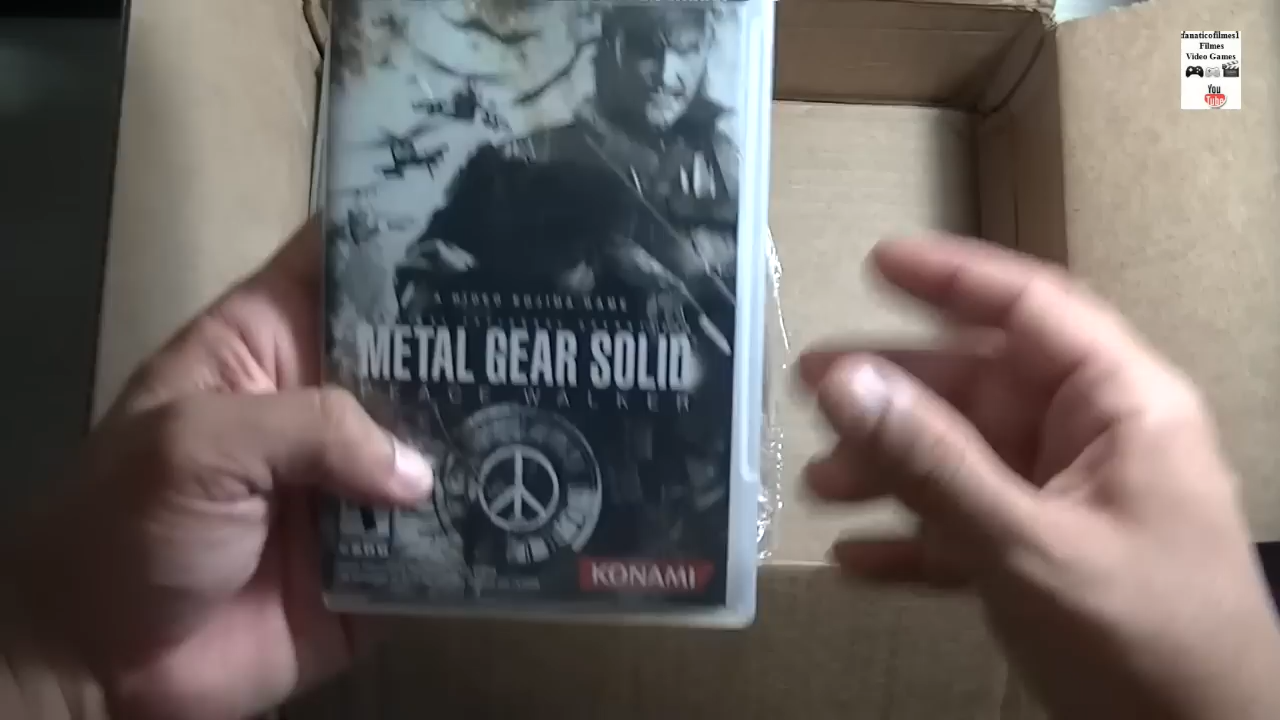 fanaticofilmes1
Filmes
Video Games
You
Tube
A HIDEO KOJIMA GAME
METAL GEAR SOLID
PEACE WALKER
KONAMI